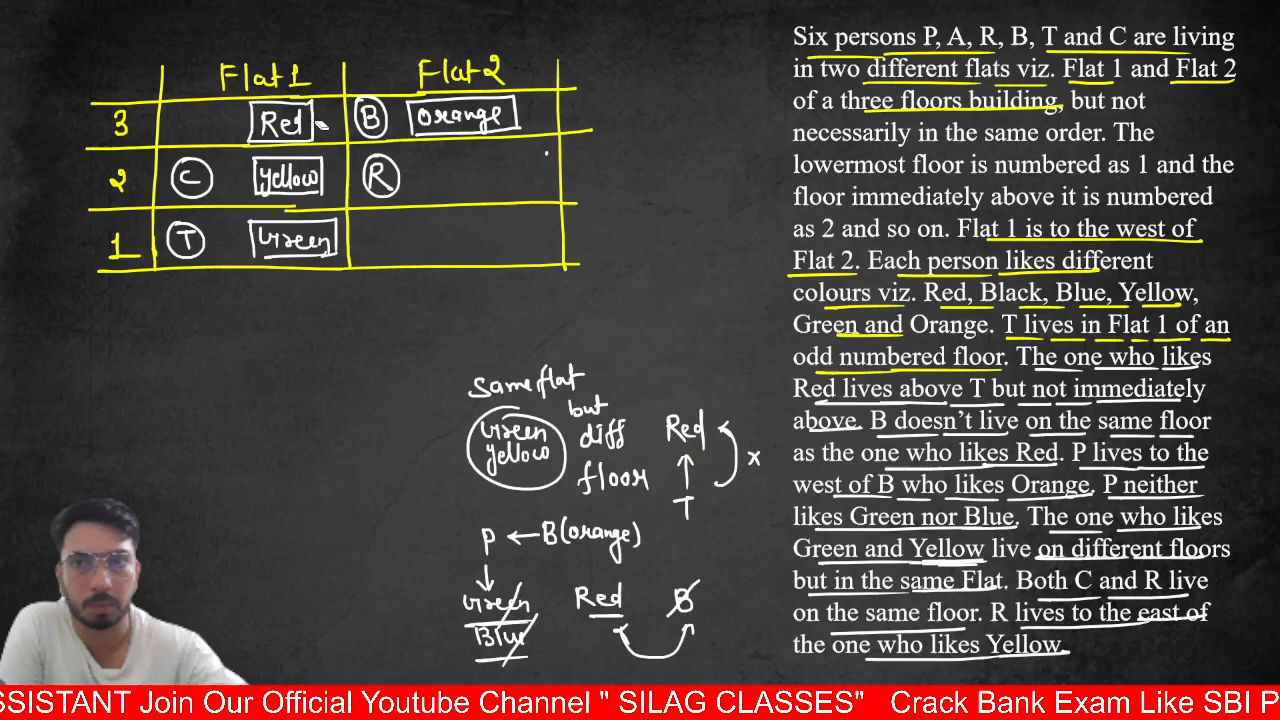 Flat 1 Flat 2
3 Red B Orange
2 C Yellow R
1 T Green
Same flat
but
Green diff Red
Yellow x
floor
T
P ← B(orange)
Green Red B
Blue
Six persons P, A, R, B, T and C are living
in two different flats viz. Flat 1 and Flat 2
of a three floors building, but not
necessarily in the same order. The
lowermost floor is numbered as 1 and the
floor immediately above it is numbered
as 2 and so on. Flat 1 is to the west of
Flat 2. Each person likes different
colours viz. Red, Black, Blue, Yellow,
Green and Orange. T lives in Flat 1 of an
odd numbered floor. The one who likes
Red lives above T but not immediately
above. B doesn’t live on the same floor
as the one who likes Red. P lives to the
west of B who likes Orange. P neither
likes Green nor Blue. The one who likes
Green and Yellow live on different floors
but in the same Flat. Both C and R live
on the same floor. R lives to the east of
the one who likes Yellow.
SSISTANT Join Our Official Youtube Channel " SILAG CLASSES" Crack Bank Exam Like SBI P